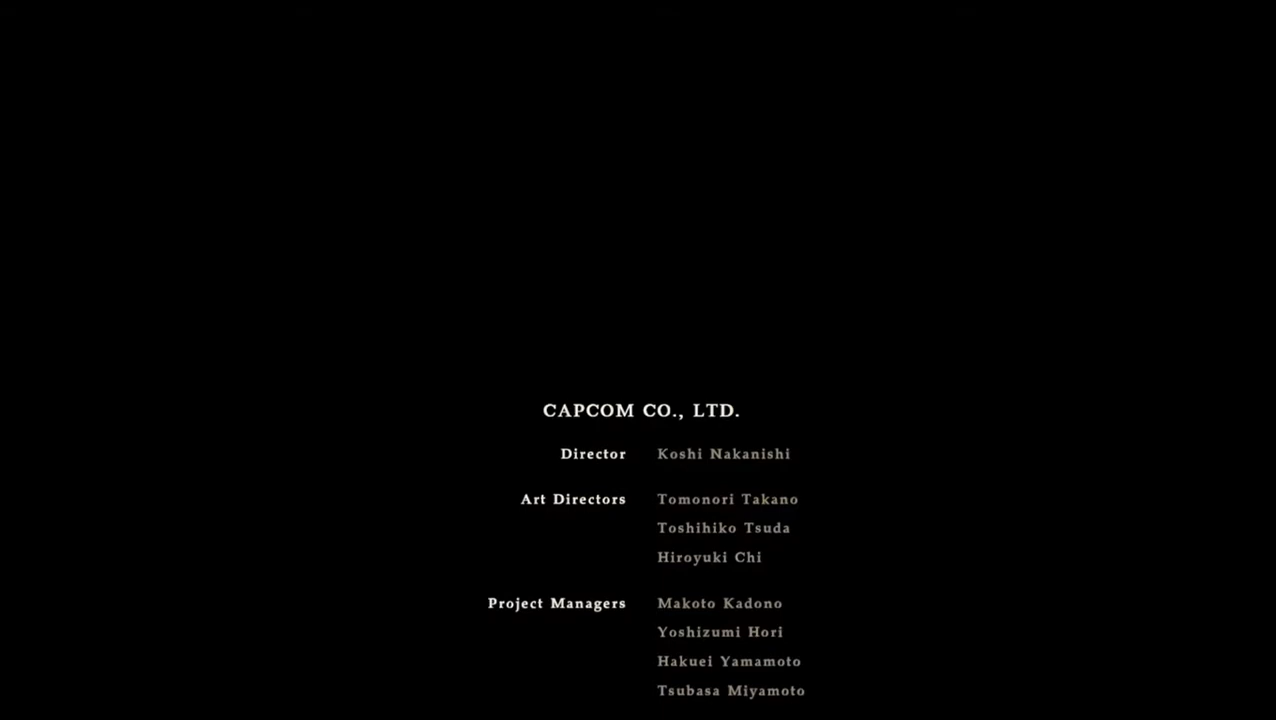 CAPCOM CO., LTD.
Director Koshi Nakanishi
Art Directors Tomonori Takano
Toshihiko Tsuda
Hiroyuki Chi
Project Managers Makoto Kadono
Yoshizumi Hori
Hakuei Yamamoto
Tsubasa Miyamoto